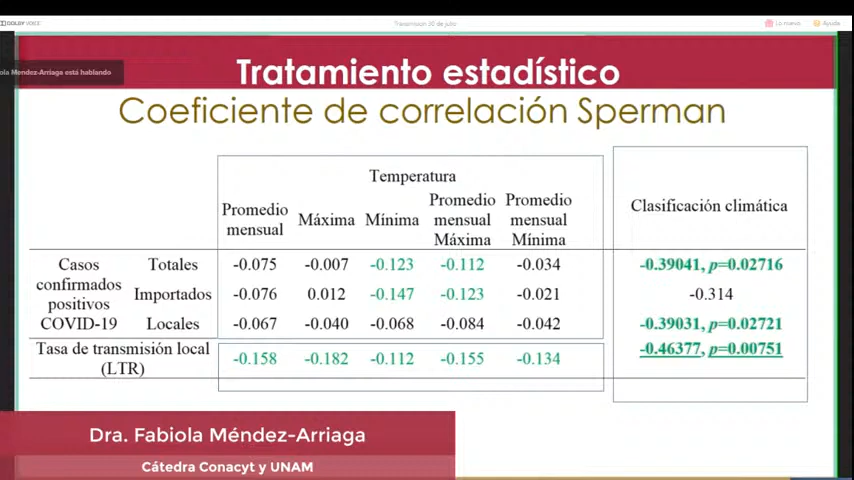 DOLBY VOICE
Transmisión 30 de julio
Lo nuevo
Ayuda
ola Mendez-Arriaga está hablando
Tratamiento estadístico
Coeficiente de correlación Sperman
Temperatura
Clasificación climática
Promedio mensual
Máxima
Mínima
Promedio mensual Máxima
Promedio mensual Mínima
Casos confirmados positivos COVID-19
Totales -0.075 -0.007 -0.123 -0.112 -0.034 -0.39041, p=0.02716
Importados -0.076 0.012 -0.147 -0.123 -0.021 -0.314
Locales -0.067 -0.040 -0.068 -0.084 -0.042 -0.39031, p=0.02721
Tasa de transmisión local (LTR) -0.158 -0.182 -0.112 -0.155 -0.134 -0.46377, p=0.00751
Dra. Fabiola Méndez-Arriaga
Cátedra Conacyt y UNAM